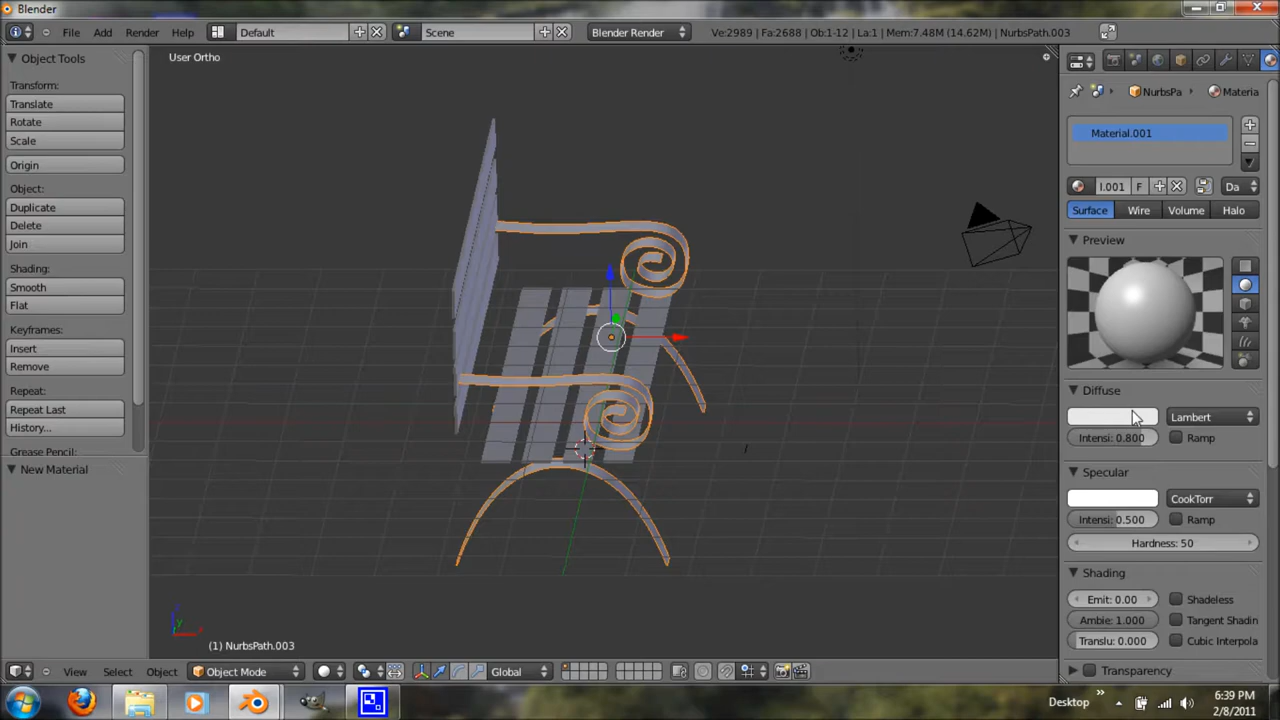 Blender
File Add Render Help Default Scene Blender Render Ve:2989 | Fa:2688 | Ob:1-12 | La:1 | Mem:7.48M (14.62M) | NurbsPath.003
Object Tools
Transform:
Translate
Rotate
Scale
Origin
Object:
Duplicate
Delete
Join
Shading:
Smooth
Flat
Keyframes:
Insert
Remove
Repeat:
Repeat Last
History...
Grease Pencil:
New Material
User Ortho
(1) NurbsPath.003
View Select Object Object Mode Global
NurbsPa Materia
Material.001
I.001 F Da
Surface Wire Volume Halo
Preview
Diffuse
Lambert
Intensi: 0.800 Ramp
Specular
CookTorr
Intensi: 0.500 Ramp
Hardness: 50
Shading
Emit: 0.00 Shadeless
Ambie: 1.000 Tangent Shadin
Translu: 0.000 Cubic Interpola
Transparency
Desktop
6:39 PM
2/8/2011